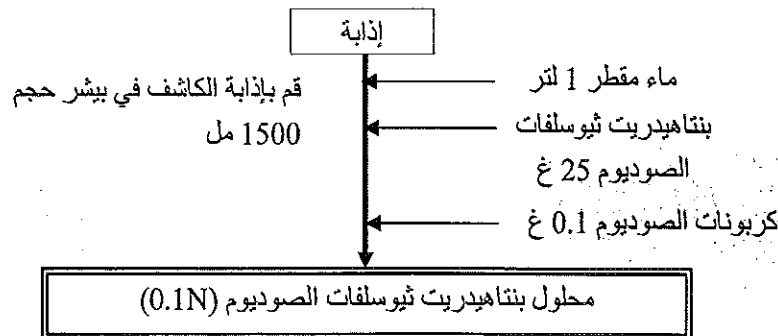 إذابة
ماء مقطر 1 لتر
قم بإذابة الكاشف في بيشر حجم
1500 مل
بنتاهيدريت ثيوسلفات
الصوديوم 25 غ
كربونات الصوديوم 0.1 غ
محلول بنتاهيدريت ثيوسلفات الصوديوم (0.1N)